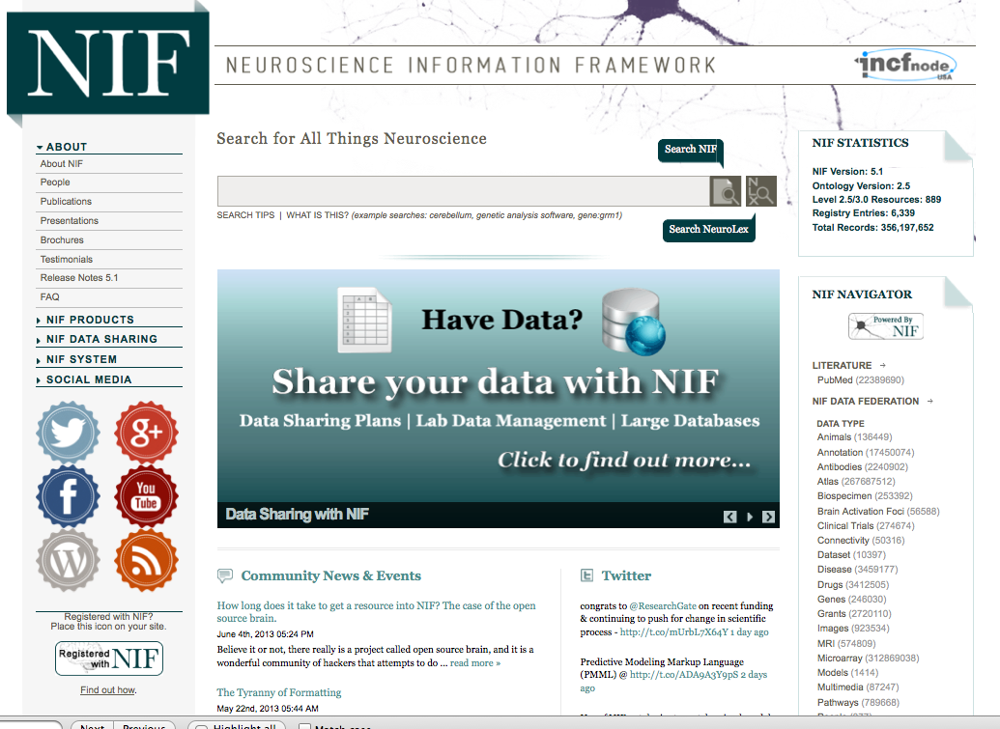 NIF
NEUROSCIENCE INFORMATION FRAMEWORK
incfnode
USA
ABOUT
About NIF
People
Publications
Presentations
Brochures
Testimonials
Release Notes 5.1
FAQ
NIF PRODUCTS
NIF DATA SHARING
NIF SYSTEM
SOCIAL MEDIA
g+
f
You
Tube
W
Registered with NIF?
Place this icon on your site.
Registered
with NIF
Find out how.
Search for All Things Neuroscience
Search NIF
N
L
X
SEARCH TIPS | WHAT IS THIS? (example searches: cerebellum, genetic analysis software, gene:grm1)
Search NeuroLex
Have Data?
Share your data with NIF
Data Sharing Plans | Lab Data Management | Large Databases
Click to find out more...
Data Sharing with NIF
Community News & Events
How long does it take to get a resource into NIF? The case of the open
source brain.
June 4th, 2013 05:24 PM
Believe it or not, there really is a project called open source brain, and it is a
wonderful community of hackers that attempts to do ... read more »
The Tyranny of Formatting
May 22nd, 2013 05:44 AM
t
Twitter
congrats to @ResearchGate on recent funding
& continuing to push for change in scientific
process - http://t.co/mUrbL7X64Y 1 day ago
Predictive Modeling Markup Language
(PMML) @ http://t.co/ADA9A3Y9pS 2 days
ago
NIF STATISTICS
NIF Version: 5.1
Ontology Version: 2.5
Level 2.5/3.0 Resources: 889
Registry Entries: 6,339
Total Records: 356,197,652
NIF NAVIGATOR
Powered By
NIF
LITERATURE →
PubMed (22389690)
NIF DATA FEDERATION →
DATA TYPE
Animals (136449)
Annotation (17450074)
Antibodies (2240902)
Atlas (267687512)
Biospecimen (253392)
Brain Activation Foci (56588)
Clinical Trials (274674)
Connectivity (50316)
Dataset (10397)
Disease (3459177)
Drugs (3412505)
Genes (246030)
Grants (2720110)
Images (923534)
MRI (574809)
Microarray (312869038)
Models (1414)
Multimedia (87247)
Pathways (789668)
Next Previous Highlight all Match case